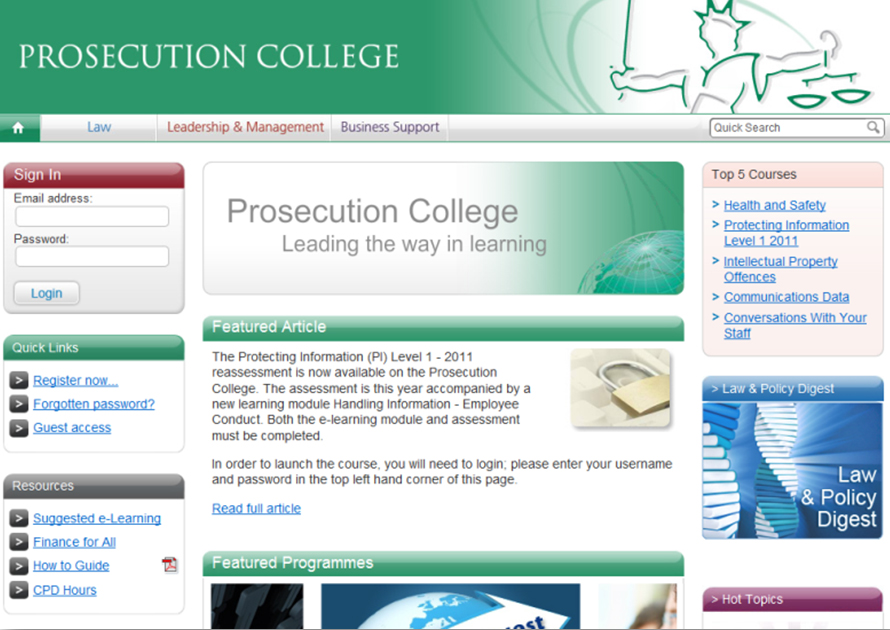 PROSECUTION COLLEGE
Law
Leadership & Management
Business Support
Quick Search
Sign In
Email address:
Password:
Login
Quick Links
> Register now...
> Forgotten password?
> Guest access
Resources
> Suggested e-Learning
> Finance for All
> How to Guide
> CPD Hours
Prosecution College
Leading the way in learning
Featured Article
The Protecting Information (PI) Level 1 - 2011
reassessment is now available on the Prosecution
College. The assessment is this year accompanied by a
new learning module Handling Information - Employee
Conduct. Both the e-learning module and assessment
must be completed.
In order to launch the course, you will need to login; please enter your username
and password in the top left hand corner of this page.
Read full article
Featured Programmes
Top 5 Courses
> Health and Safety
> Protecting Information
Level 1 2011
> Intellectual Property
Offences
> Communications Data
> Conversations With Your
Staff
> Law & Policy Digest
Law
& Policy
Digest
> Hot Topics